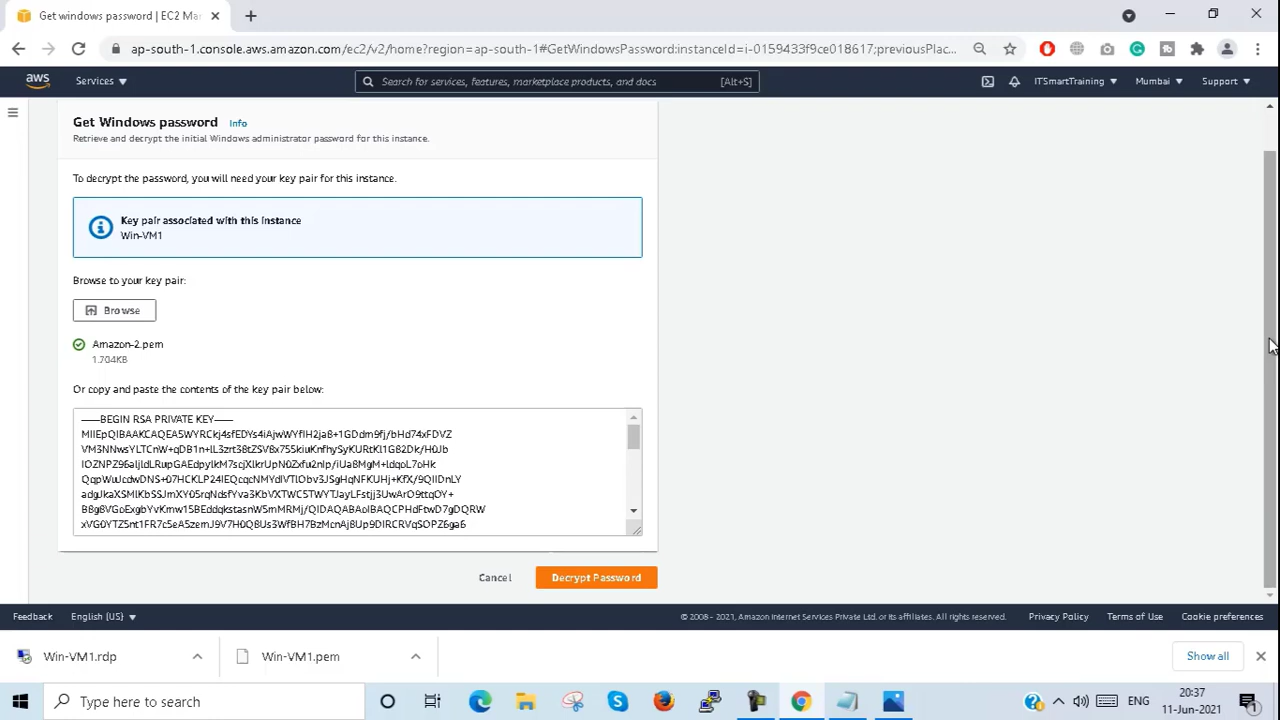 Get windows password | EC2 Ma
ap-south-1.console.aws.amazon.com/ec2/v2/home?region=ap-south-1#GetWindowsPassword:instanceId=i-0159433f9ce018617;previousPlac...
aws
Services
Search for services, features, marketplace products, and docs
[Alt+S]
ITSmartTraining
Mumbai
Support
Get Windows password Info
Retrieve and decrypt the initial Windows administrator password for this instance.
To decrypt the password, you will need your key pair for this instance.
Key pair associated with this instance
Win-VM1
Browse to your key pair:
Browse
Amazon-2.pem
1.704KB
Or copy and paste the contents of the key pair below:
-----BEGIN RSA PRIVATE KEY-----
Cancel
Decrypt Password
Feedback
English (US)
© 2008 - 2021, Amazon Internet Services Private Ltd. or its affiliates. All rights reserved.
Privacy Policy
Terms of Use
Cookie preferences
Win-VM1.rdp
Win-VM1.pem
Show all
Type here to search
ENG
20:37
11-Jun-2021
1